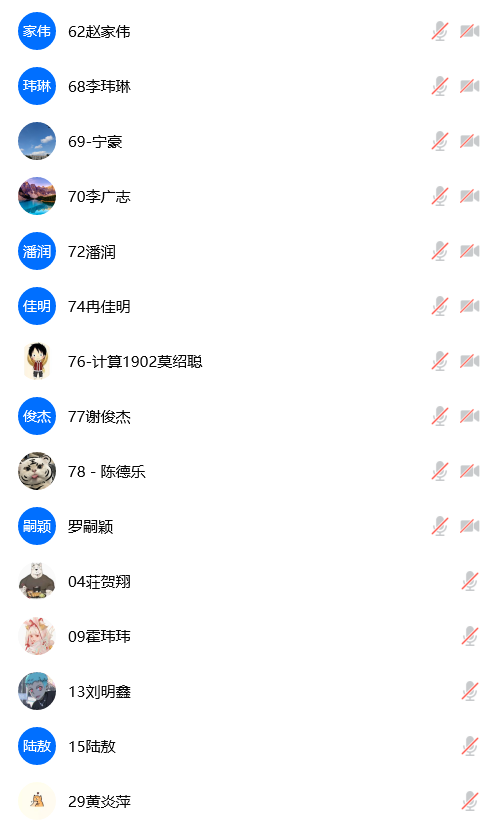 家伟 62赵家伟
玮琳 68李玮琳
69-宁豪
70李广志
潘润 72潘润
佳明 74冉佳明
76-计算1902莫绍聪
俊杰 77谢俊杰
78 - 陈德乐
嗣颖 罗嗣颖
04荘贺翔
09霍玮玮
13刘明鑫
陆敖 15陆敖
29黄炎萍